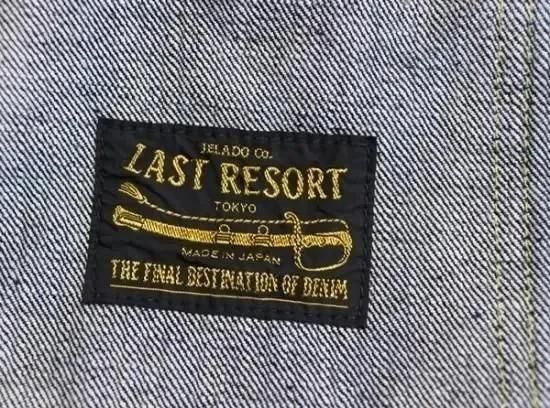 JELADO CO.
LAST RESORT
TOKYO
MADE IN JAPAN
THE FINAL DESTINATION OF DENIM